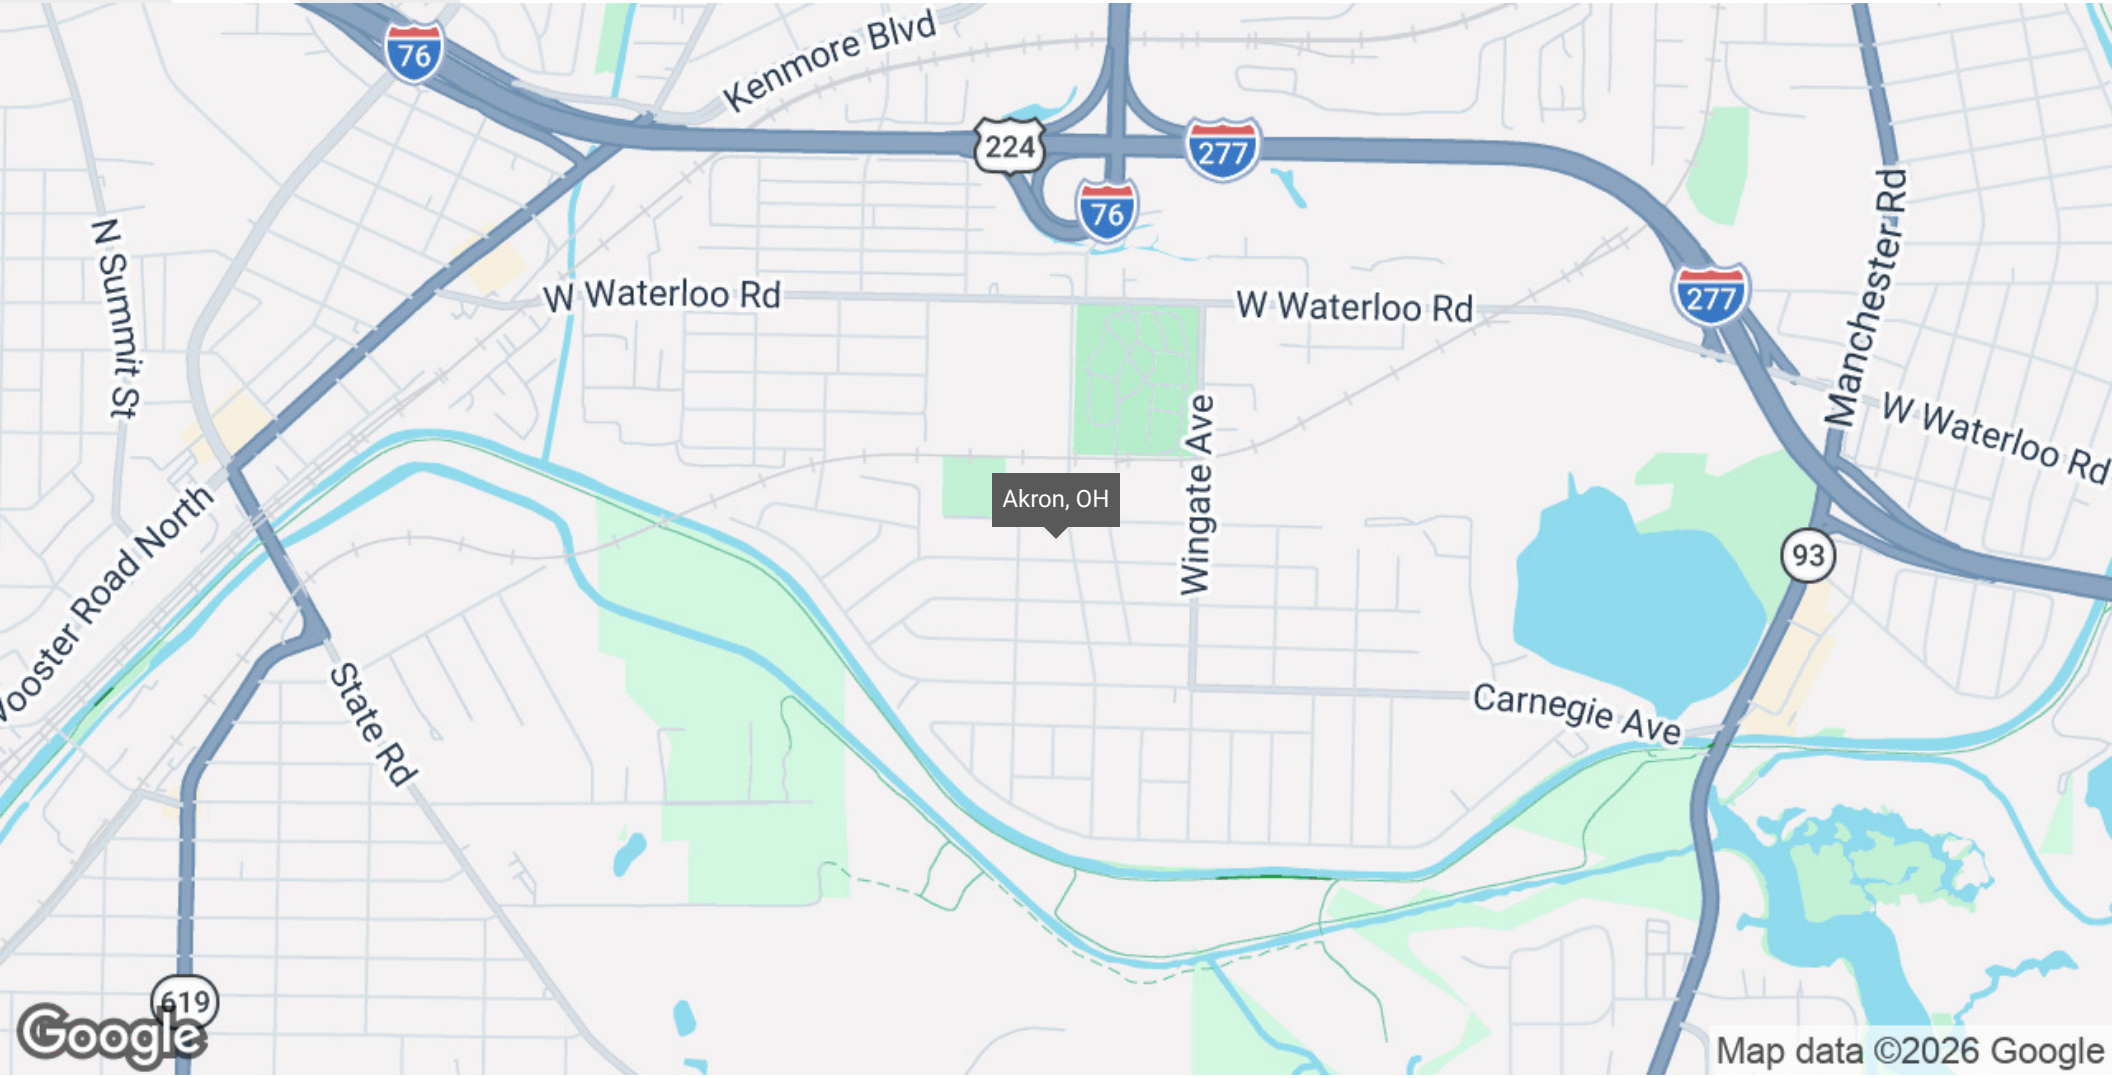 76
Kenmore Blvd
224
277
76
N Summit St
W Waterloo Rd
W Waterloo Rd
277
Manchester Rd
W Waterloo Rd
Wingate Ave
Akron, OH
93
Wooster Road North
State Rd
Carnegie Ave
619
Google
Map data ©2026 Google